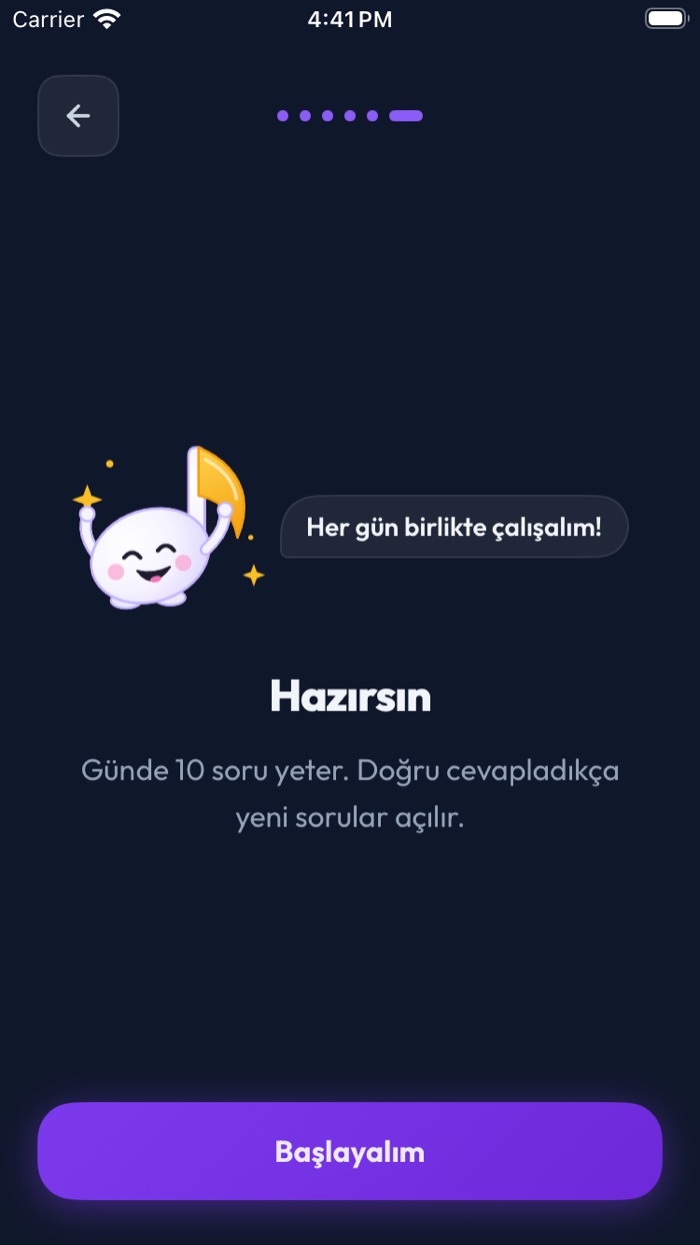 Carrier 4:41 PM
Her gün birlikte çalışalım!
Hazırsın
Günde 10 soru yeter. Doğru cevapladıkça
yeni sorular açılır.
Başlayalım